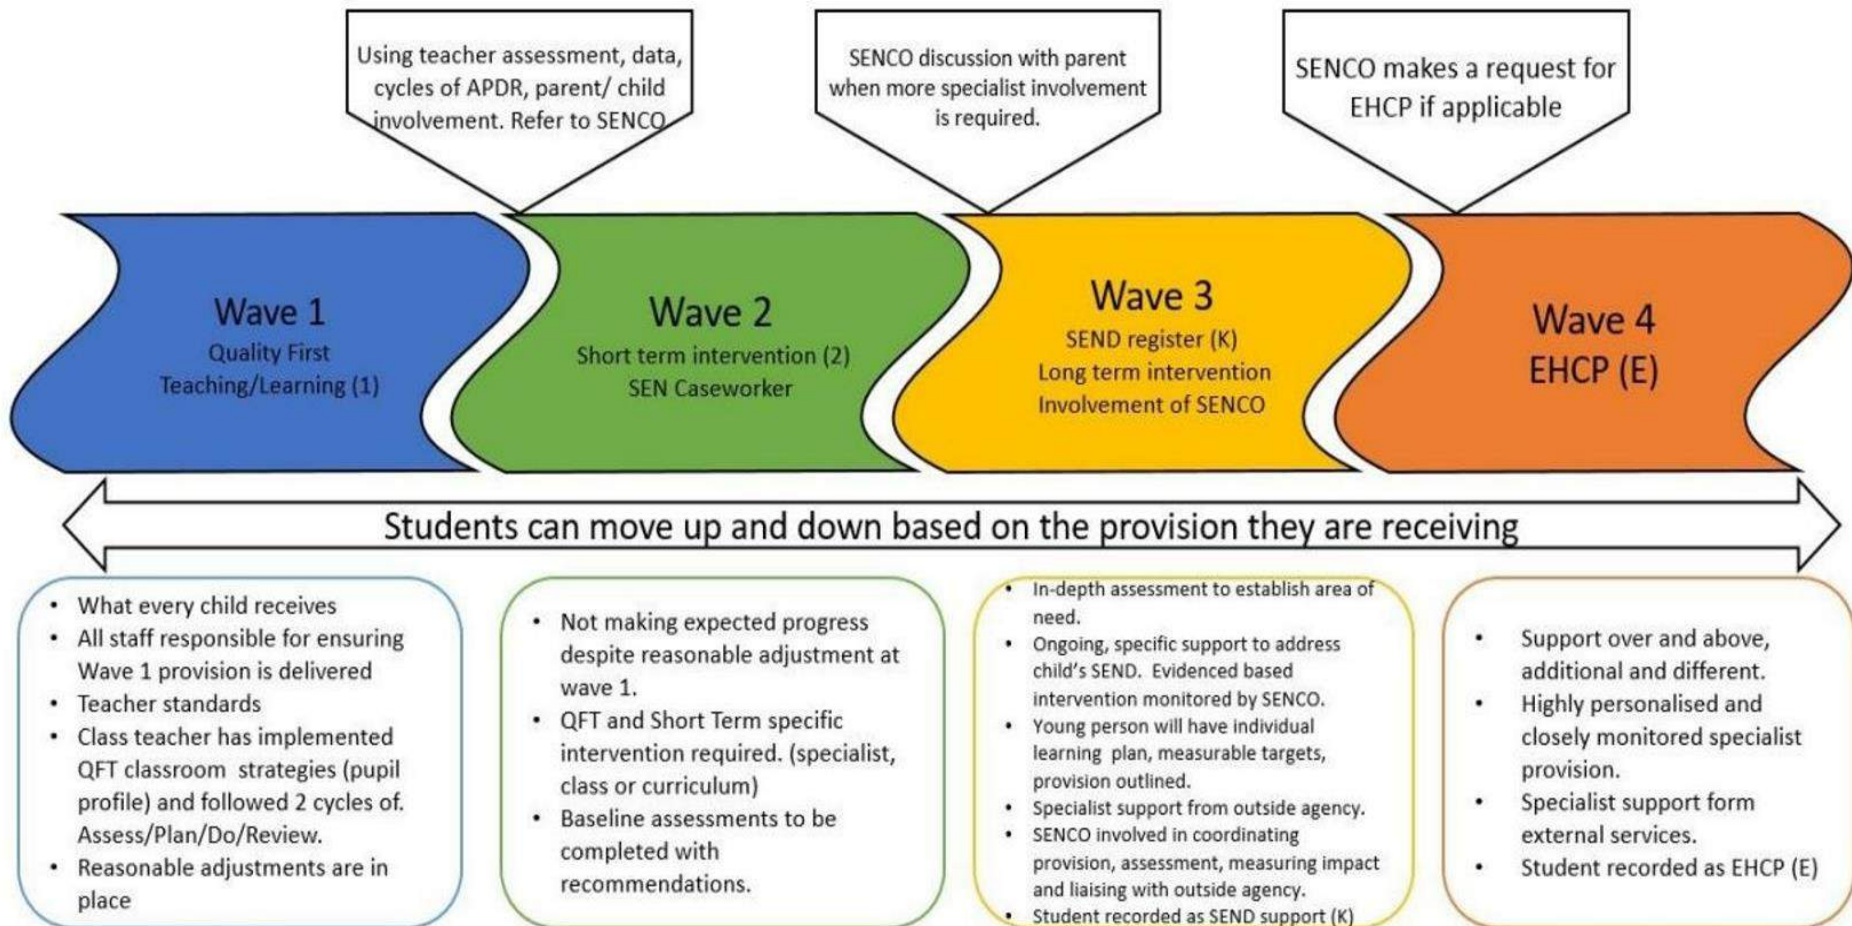 Using teacher assessment, data,
cycles of APDR, parent/ child
involvement. Refer to SENCO
SENCO discussion with parent
when more specialist involvement
is required.
SENCO makes a request for
EHCP if applicable
Wave 1
Quality First
Teaching/Learning (1)
Wave 2
Short term intervention (2)
SEN Caseworker
Wave 3
SEND register (K)
Long term intervention
Involvement of SENCO
Wave 4
EHCP (E)
Students can move up and down based on the provision they are receiving
• What every child receives
• All staff responsible for ensuring
Wave 1 provision is delivered
• Teacher standards
• Class teacher has implemented
QFT classroom strategies (pupil
profile) and followed 2 cycles of.
Assess/Plan/Do/Review.
• Reasonable adjustments are in
place
• Not making expected progress
despite reasonable adjustment at
wave 1.
• QFT and Short Term specific
intervention required. (specialist,
class or curriculum)
• Baseline assessments to be
completed with
recommendations.
• In-depth assessment to establish area of
need.
• Ongoing, specific support to address
child's SEND. Evidenced based
intervention monitored by SENCO.
• Young person will have individual
learning plan, measurable targets,
provision outlined.
• Specialist support from outside agency.
• SENCO involved in coordinating
provision, assessment, measuring impact
and liaising with outside agency.
• Student recorded as SEND support (K)
• Support over and above,
additional and different.
• Highly personalised and
closely monitored specialist
provision.
• Specialist support form
external services.
• Student recorded as EHCP (E)